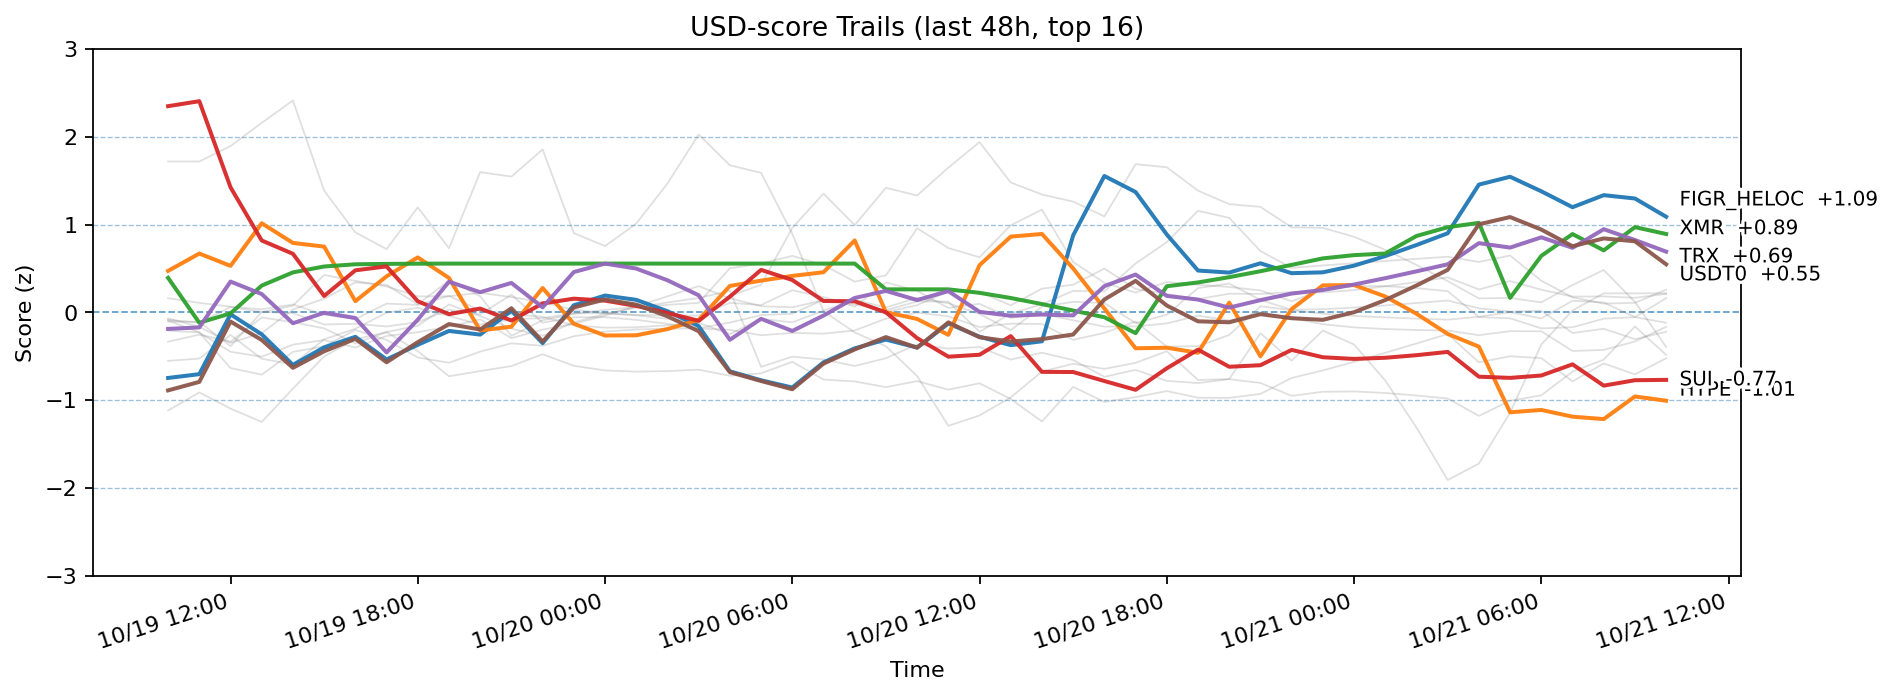 USD-score Trails (last 48h, top 16)
Score (z)
3
2
1
0
−1
−2
−3
FIGR_HELOC +1.09
XMR +0.89
TRX +0.69
USDT0 +0.55
SUI -0.77
HYPE -1.01
10/19 12:00
10/19 18:00
10/20 00:00
10/20 06:00
10/20 12:00
10/20 18:00
10/21 00:00
10/21 06:00
10/21 12:00
Time